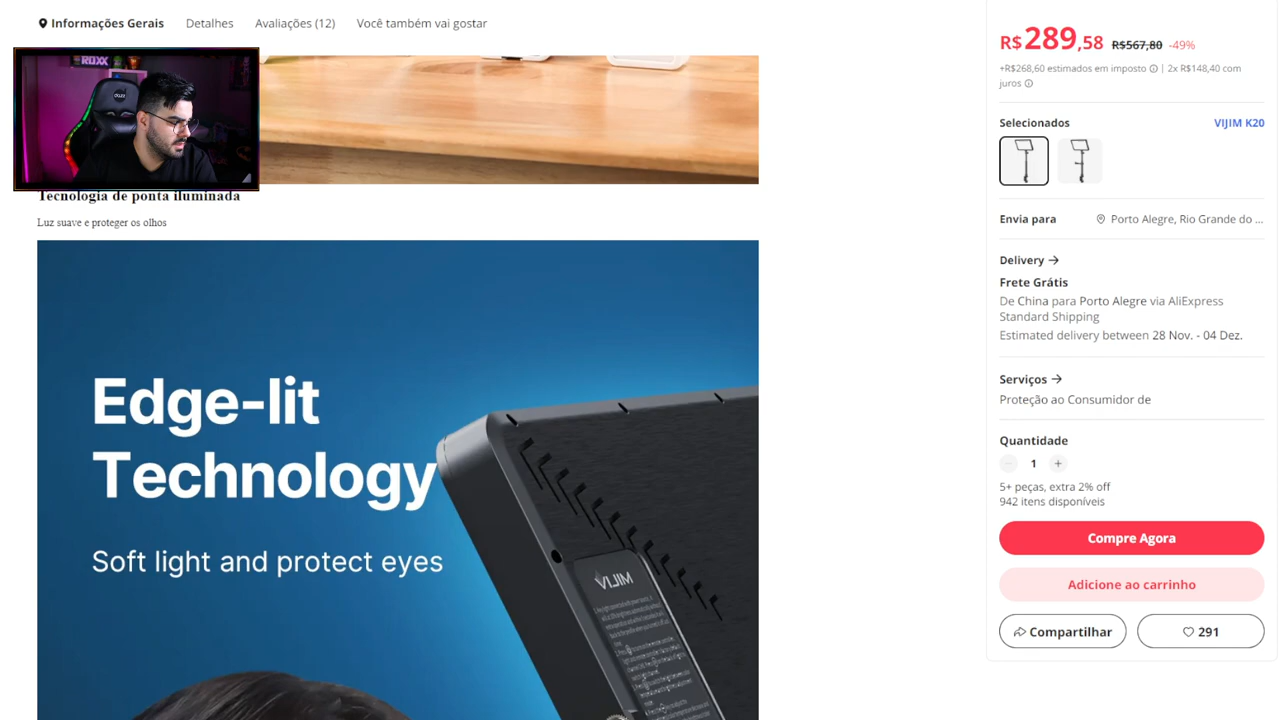 Informações Gerais
Detalhes
Avaliações (12)
Você também vai gostar
ROXX
Tecnologia de ponta iluminada
Luz suave e proteger os olhos
Edge-lit
Technology
Soft light and protect eyes
VIJIM
R$289,58 R$567,80 -49%
+R$268,60 estimados em imposto | 2x R$148,40 com
juros
Selecionados
VIJIM K20
Envia para
Porto Alegre, Rio Grande do ...
Delivery
Frete Grátis
De China para Porto Alegre via AliExpress
Standard Shipping
Estimated delivery between 28 Nov. - 04 Dez.
Serviços
Proteção ao Consumidor de
Quantidade
1
5+ peças, extra 2% off
942 itens disponíveis
Compre Agora
Adicione ao carrinho
Compartilhar
291